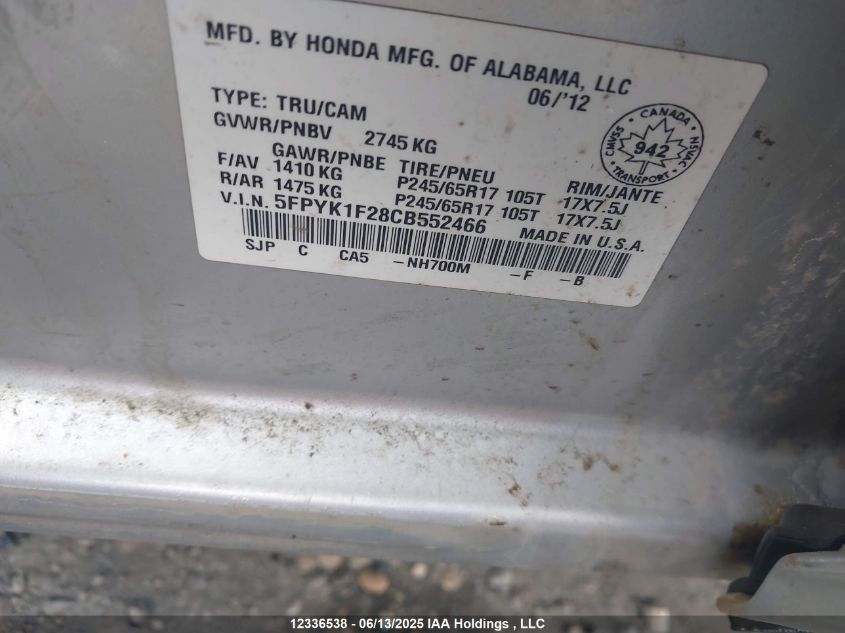 MFD. BY HONDA MFG. OF ALABAMA, LLC
06/'12
TYPE: TRU/CAM
GVWR/PNBV 2745 KG
GAWR/PNBE TIRE/PNEU RIM/JANTE
F/AV 1410 KG P245/65R17 105T 17X7.5J
R/AR 1475 KG P245/65R17 105T 17X7.5J
V.I.N. 5FPYK1F28CB552466 MADE IN U.S.A.
SJP C CA5 -NH700M -F -B
CANADA
CMVSS 942 NSVAC
TRANSPORT
12336538 - 06/13/2025 IAA Holdings , LLC